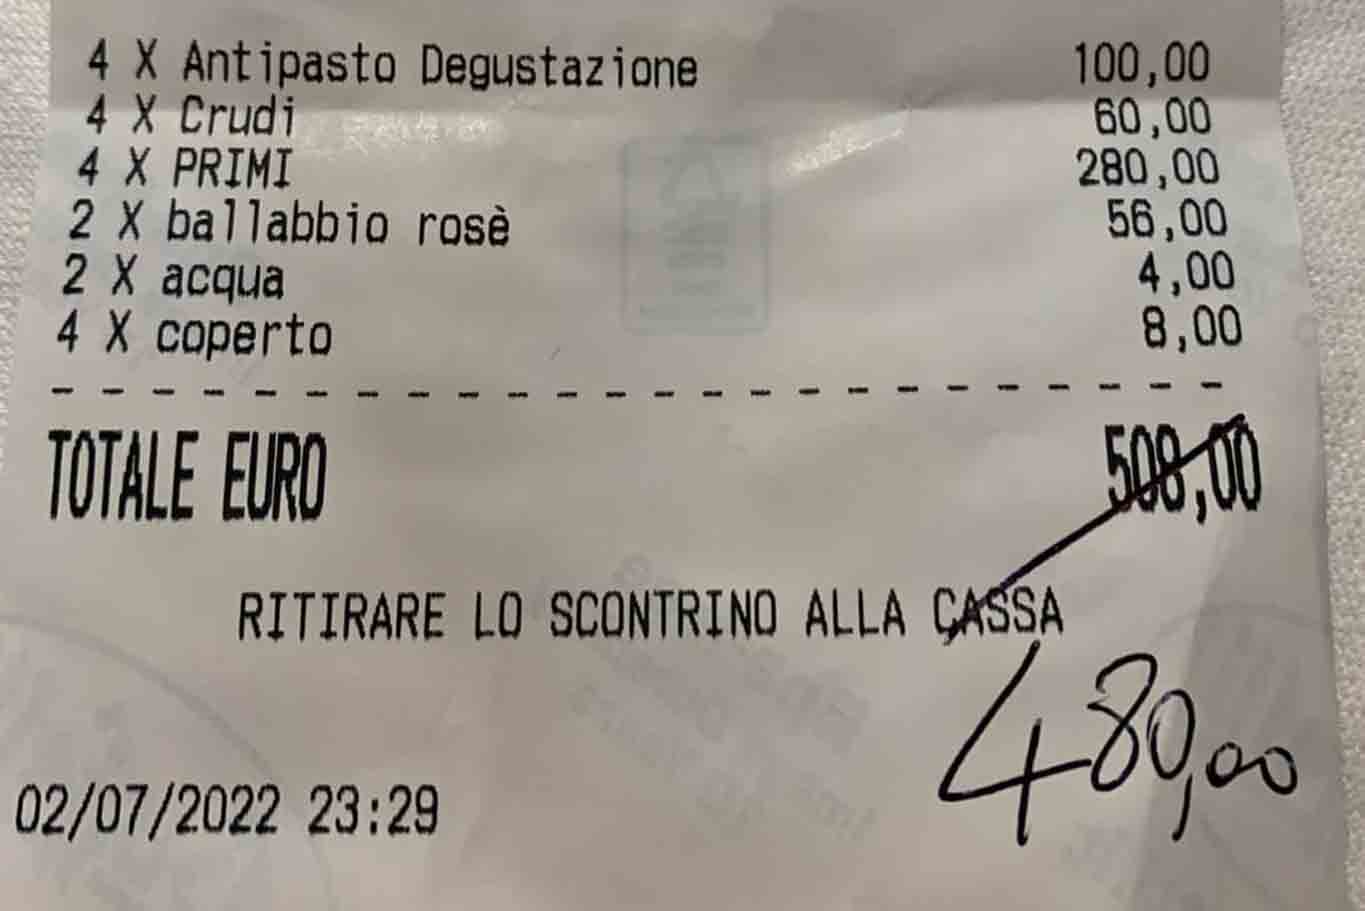 4 X Antipasto Degustazione 100,00
4 X Crudi 60,00
4 X PRIMI 280,00
2 X ballabbio rosè 56,00
2 X acqua 4,00
4 X coperto 8,00
--------------------------
TOTALE EURO 508,00
RITIRARE LO SCONTRINO ALLA CASSA
480,00
02/07/2022 23:29